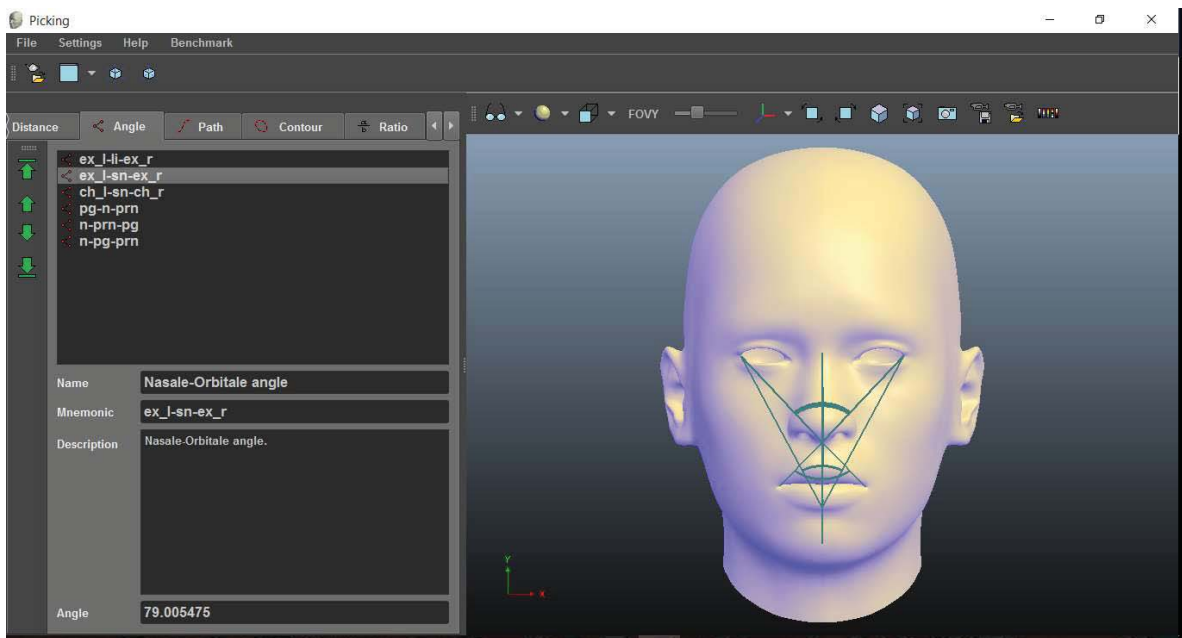 Picking
File Settings Help Benchmark
FOVY
Distance Angle Path Contour Ratio
ex_l-li-ex_r
ex_l-sn-ex_r
ch_l-sn-ch_r
pg-n-prn
n-prn-pg
n-pg-prn
Name Nasale-Orbitale angle
Mnemonic ex_l-sn-ex_r
Description Nasale-Orbitale angle.
Angle 79.005475
Y
X